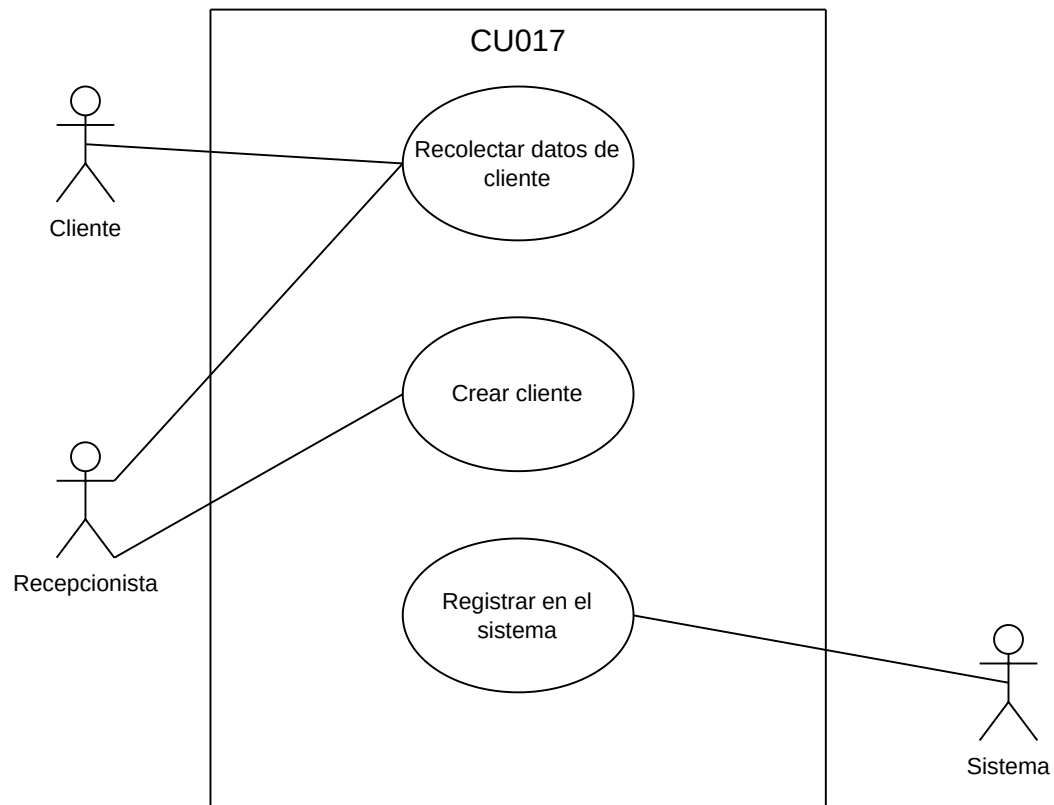 CU017
Recolectar datos de
cliente
Cliente
Crear cliente
Recepcionista
Registrar en el
sistema
Sistema